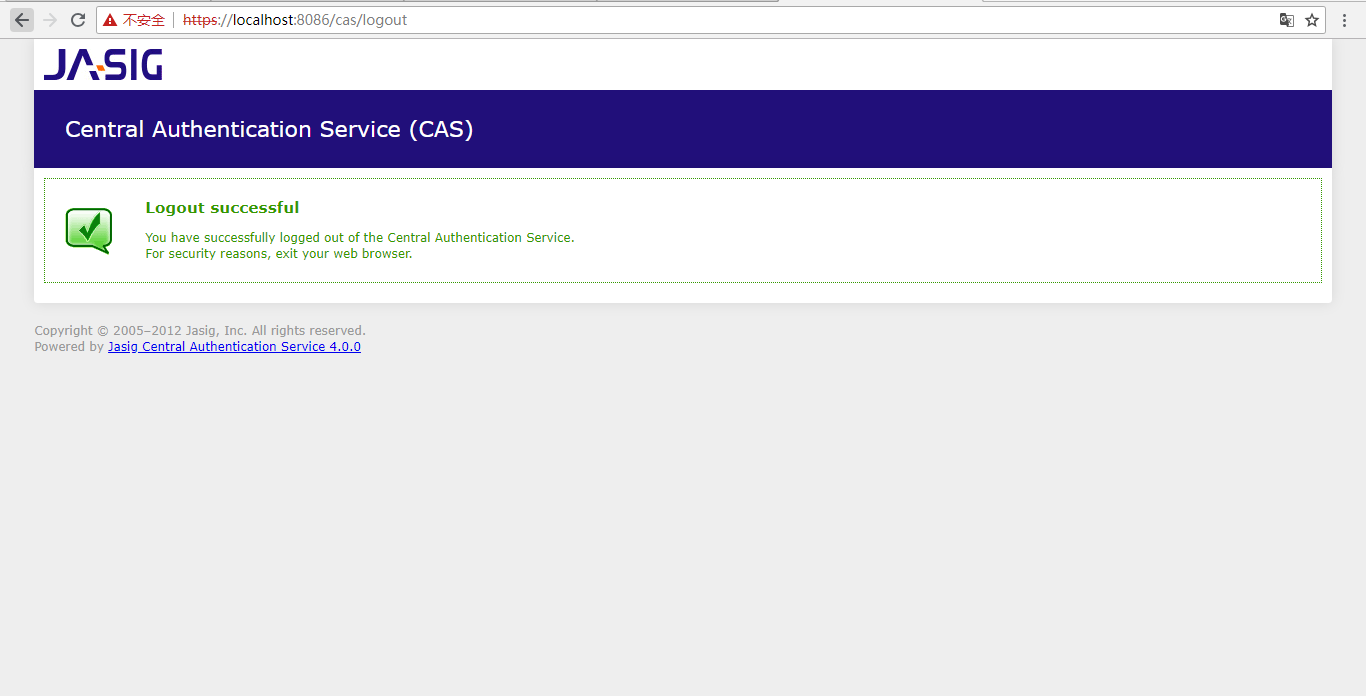 不安全 https://localhost:8086/cas/logout
JASIG
Central Authentication Service (CAS)
Logout successful
You have successfully logged out of the Central Authentication Service.
For security reasons, exit your web browser.
Copyright © 2005–2012 Jasig, Inc. All rights reserved.
Powered by Jasig Central Authentication Service 4.0.0